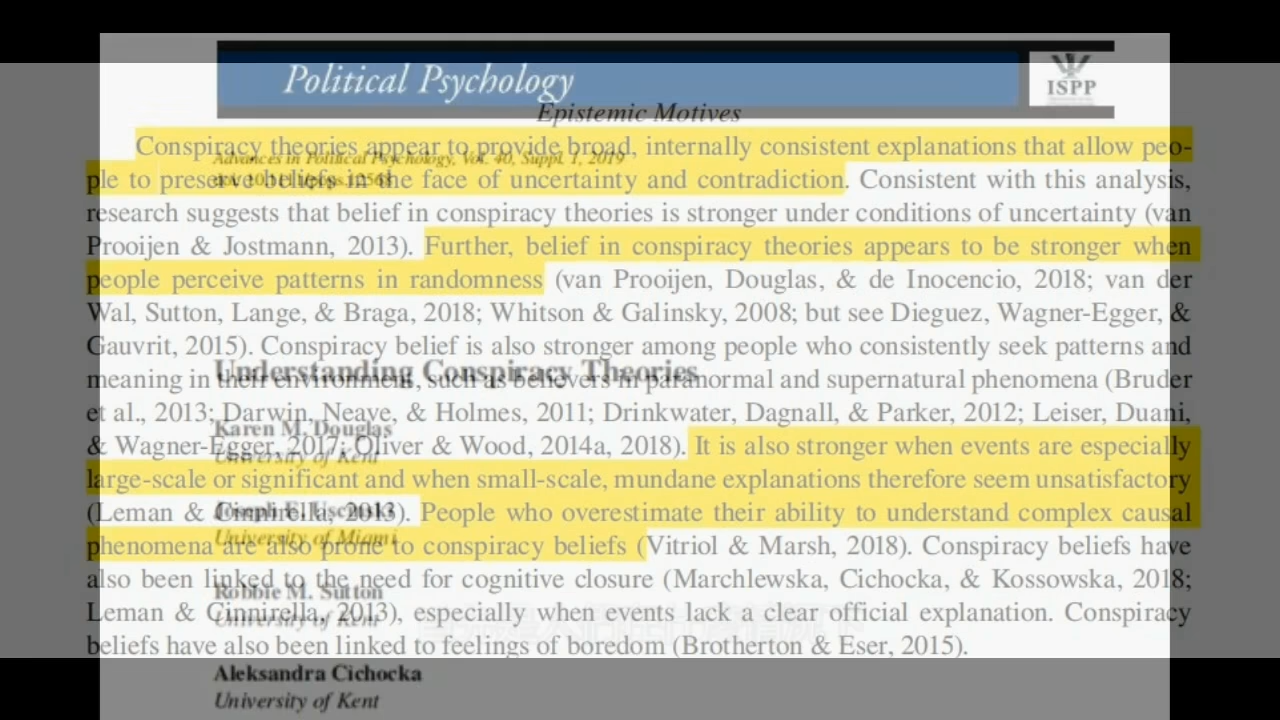 Political Psychology
ISPP
Epistemic Motives
Conspiracy theories appear to provide broad, internally consistent explanations that allow peo-
Advances in Political Psychology, Vol. 40, Suppl. 1, 2019
ple to preserve beliefs in the face of uncertainty and contradiction. Consistent with this analysis,
research suggests that belief in conspiracy theories is stronger under conditions of uncertainty (van
Prooijen & Jostmann, 2013). Further, belief in conspiracy theories appears to be stronger when
people perceive patterns in randomness (van Prooijen, Douglas, & de Inocencio, 2018; van der
Wal, Sutton, Lange, & Braga, 2018; Whitson & Galinsky, 2008; but see Dieguez, Wagner-Egger, &
Gauvrit, 2015). Conspiracy belief is also stronger among people who consistently seek patterns and
Understanding Conspiracy Theories
meaning in their environment, such as believers in paranormal and supernatural phenomena (Bruder
et al., 2013; Darwin, Neave, & Holmes, 2011; Drinkwater, Dagnall, & Parker, 2012; Leiser, Duani,
Karen M. Douglas
& Wagner-Egger, 2017; Oliver & Wood, 2014a, 2018). It is also stronger when events are especially
University of Kent
large-scale or significant and when small-scale, mundane explanations therefore seem unsatisfactory
(Leman & Cinnirella, 2013). People who overestimate their ability to understand complex causal
Joseph E. Uscinski
University of Miami
phenomena are also prone to conspiracy beliefs (Vitriol & Marsh, 2018). Conspiracy beliefs have
also been linked to the need for cognitive closure (Marchlewska, Cichocka, & Kossowska, 2018;
Robbie M. Sutton
Leman & Cinnirella, 2013), especially when events lack a clear official explanation. Conspiracy
University of Kent
beliefs have also been linked to feelings of boredom (Brotherton & Eser, 2015).
Aleksandra Cichocka
University of Kent